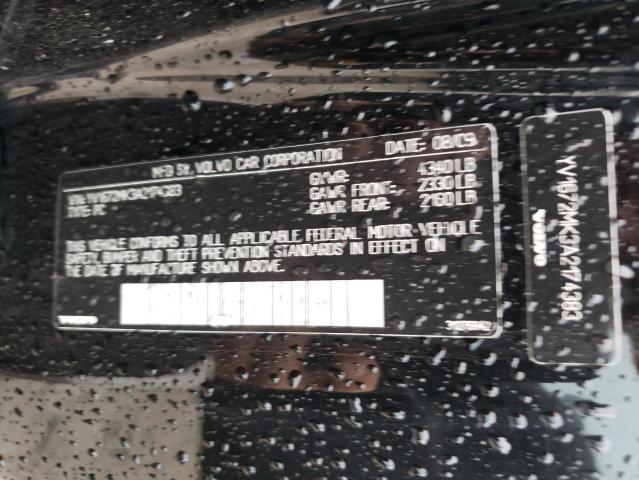 MFD BY. VOLVO CAR CORPORATION DATE: 08/09
GVWR: 4340 LB
GAWR FRONT: 2330 LB
GAWR REAR: 2160 LB
TYPE: PC
THIS VEHICLE CONFORMS TO ALL APPLICABLE FEDERAL MOTOR-VEHICLE
SAFETY, BUMPER AND THEFT PREVENTION STANDARDS IN EFFECT ON
THE DATE OF MANUFACTURE SHOWN ABOVE.
VOLVO
VOLVO